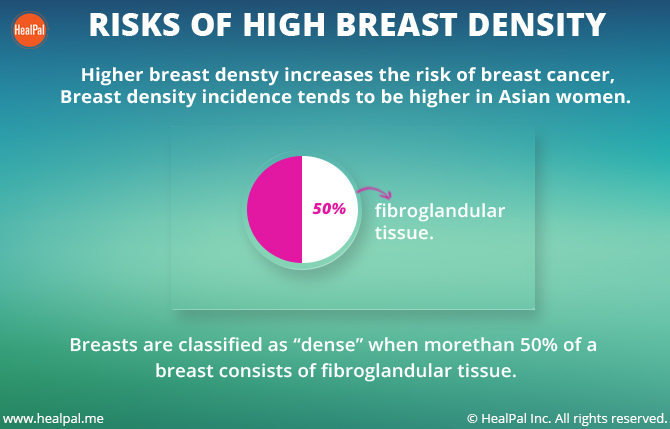 HealPal
RISKS OF HIGH BREAST DENSITY
Higher breast densty increases the risk of breast cancer,
Breast density incidence tends to be higher in Asian women.
50%
fibroglandular
tissue.
Breasts are classified as “dense” when morethan 50% of a
breast consists of fibroglandular tissue.
www.healpal.me
© HealPal Inc. All rights reserved.